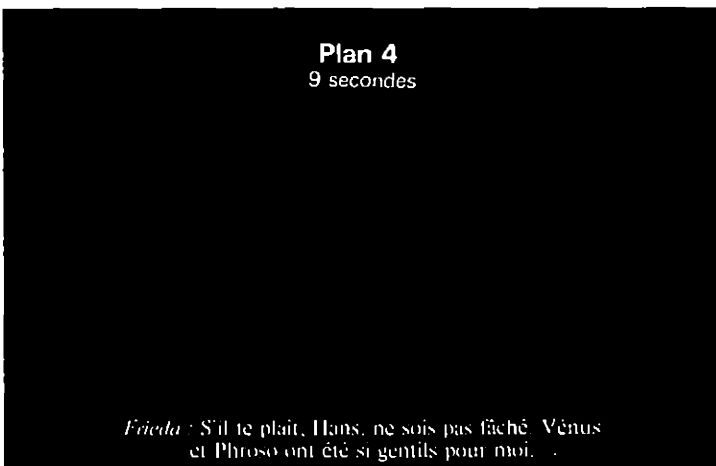 Plan 4
9 secondes
Frieda : S'il te plait, Hans, ne sois pas fâché. Vénus
et Phroso ont été si gentils pour moi.